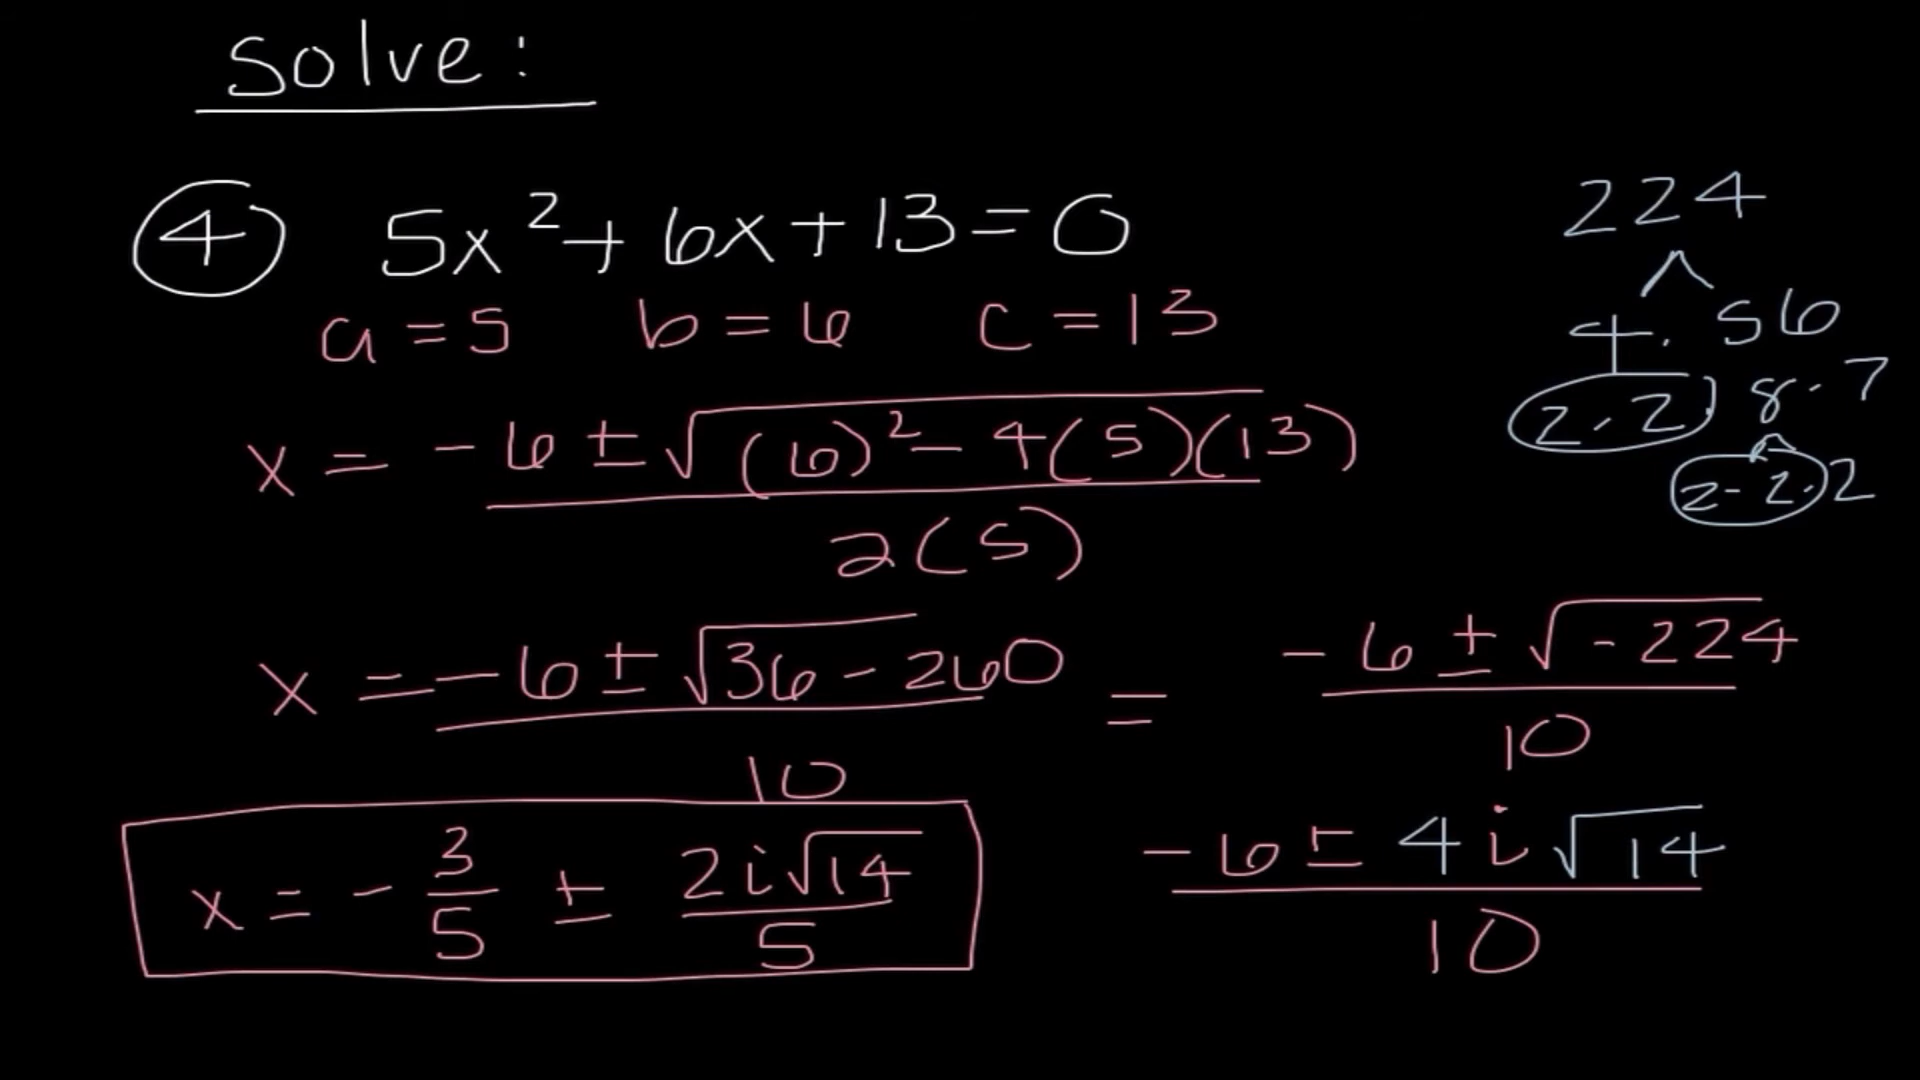 Solve:
④ 5x² + 6x + 13 = 0
a = 5 b = 6 c = 13
x = -6 ± √(6)² - 4(5)(13)
2(5)
x = -6 ± √36 - 260
10
= -6 ± √-224
10
-6 ± 4i√14
10
x = - 3/5 ± 2i√14/5
224
4 · 56
2 · 2 8 · 7
2 · 2 · 2